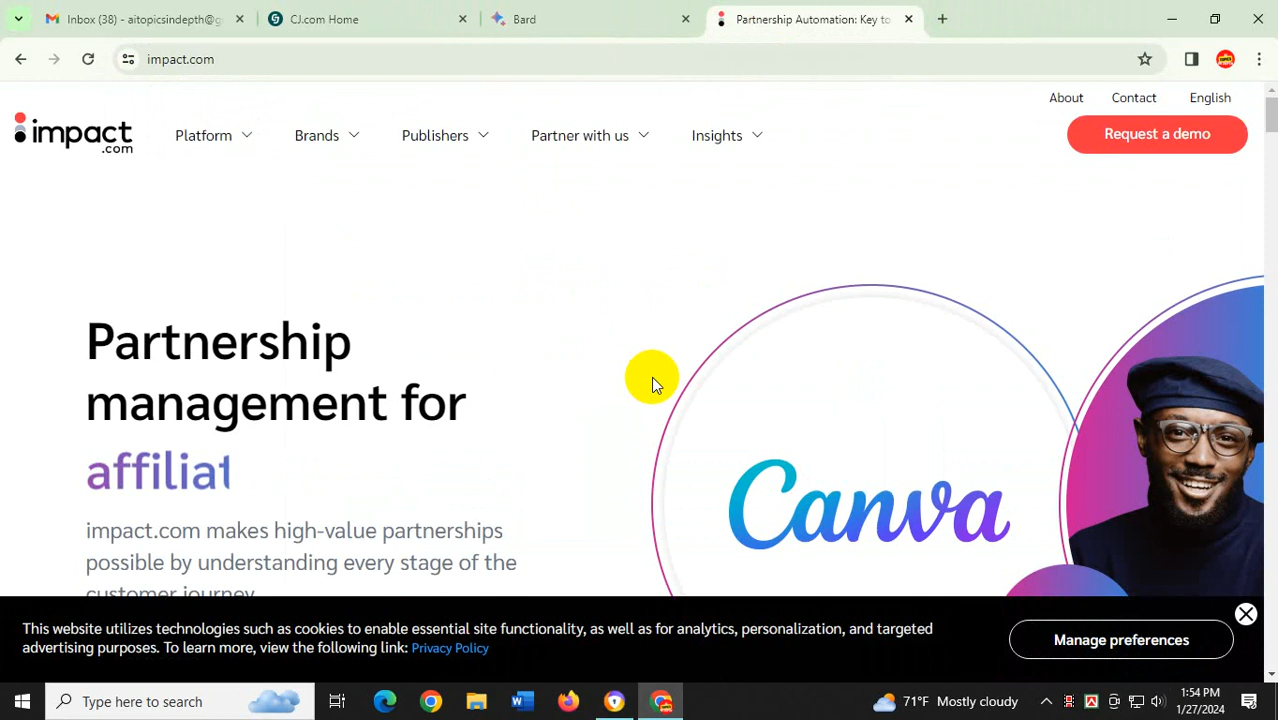 Inbox (38) - aitopicsindepth@g
CJ.com Home
Bard
Partnership Automation: Key to
impact.com
About
Contact
English
impact
.com
Platform
Brands
Publishers
Partner with us
Insights
Request a demo
Partnership
management for
affiliat
impact.com makes high-value partnerships
possible by understanding every stage of the
customer journey
Canva
This website utilizes technologies such as cookies to enable essential site functionality, as well as for analytics, personalization, and targeted
advertising purposes. To learn more, view the following link: Privacy Policy
Manage preferences
Type here to search
71°F Mostly cloudy
1:54 PM
1/27/2024